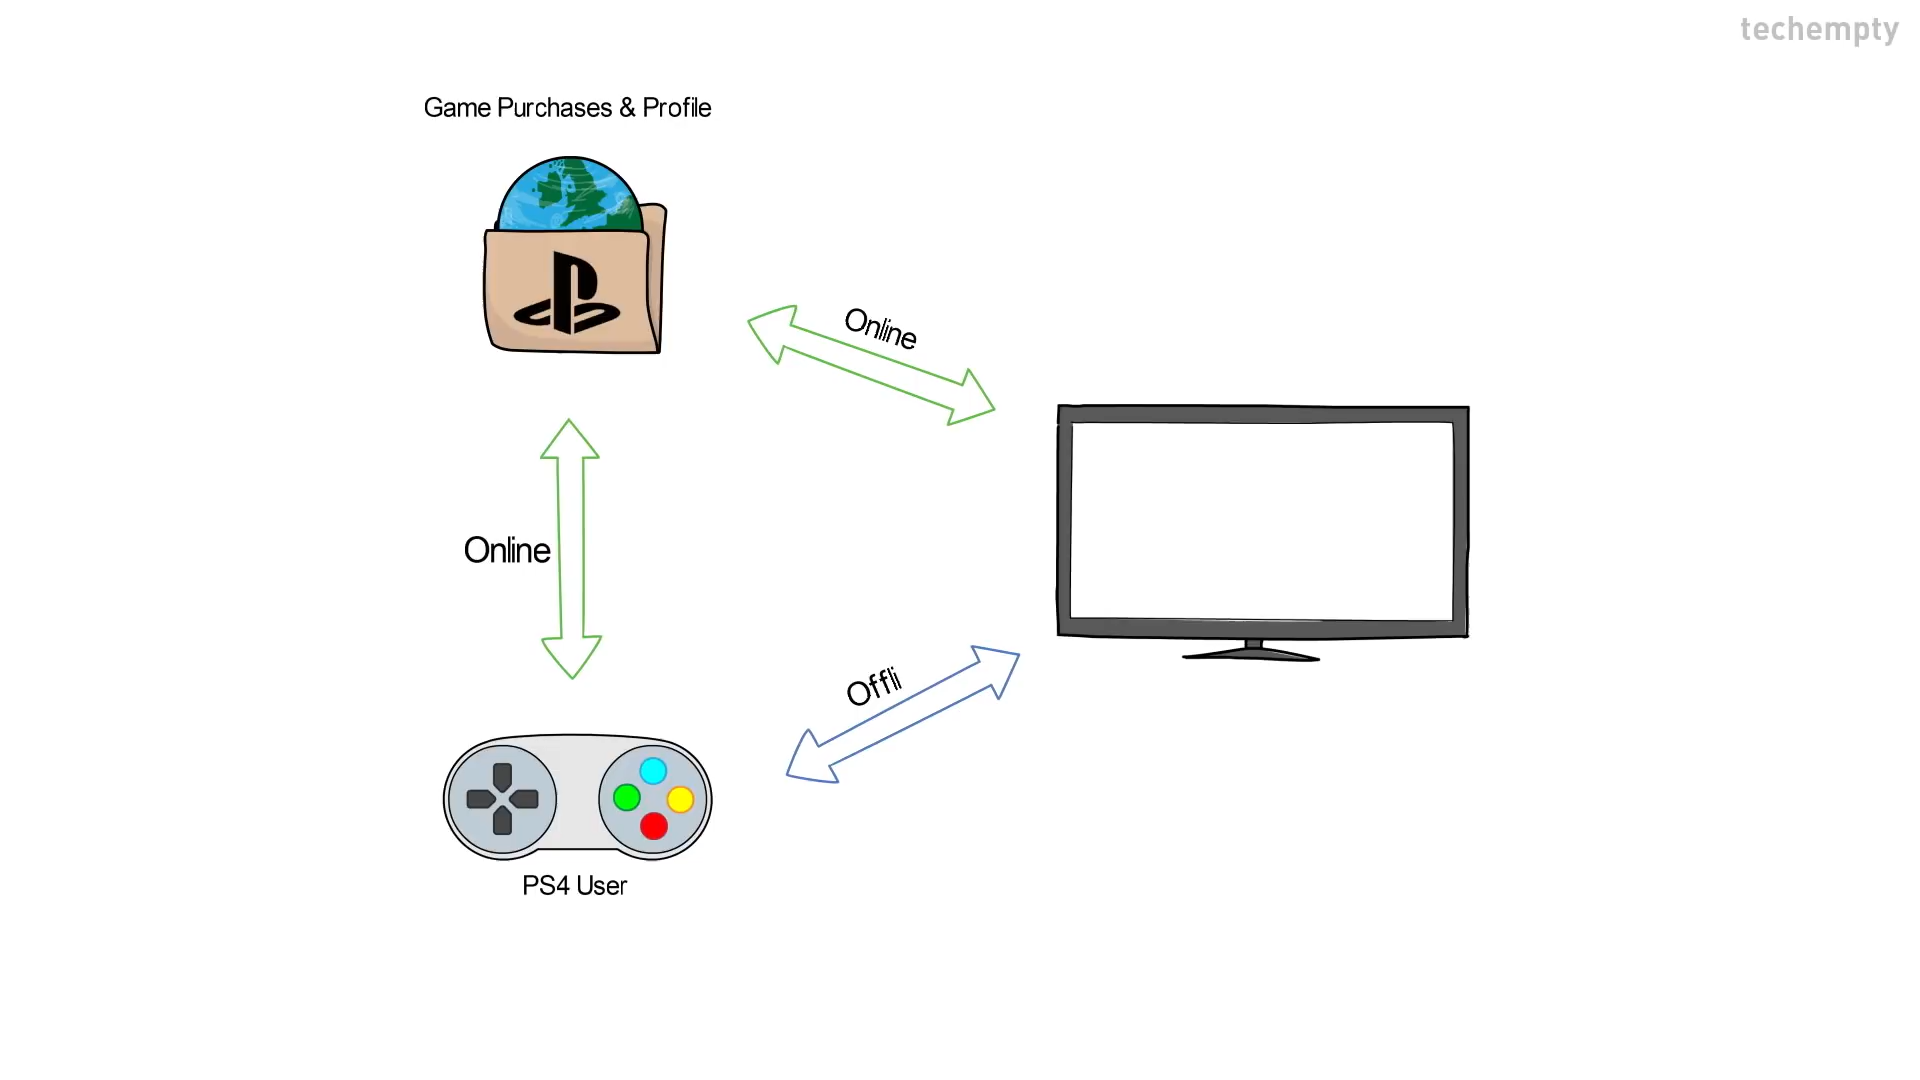 techempty
Game Purchases & Profile
Online
Online
Offli
PS4 User